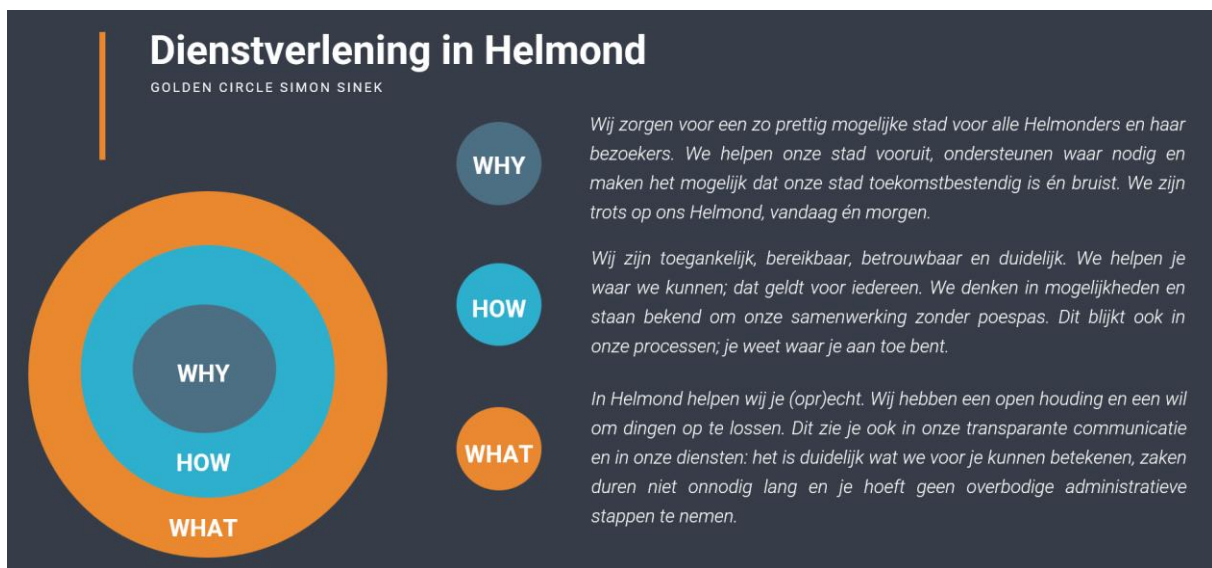 Dienstverlening in Helmond
GOLDEN CIRCLE SIMON SINEK
WHY
Wij zorgen voor een zo prettig mogelijke stad voor alle Helmonders en haar
bezoekers. We helpen onze stad vooruit, ondersteunen waar nodig en
maken het mogelijk dat onze stad toekomstbestendig is én bruist. We zijn
trots op ons Helmond, vandaag én morgen.
HOW
Wij zijn toegankelijk, bereikbaar, betrouwbaar en duidelijk. We helpen je
waar we kunnen; dat geldt voor iedereen. We denken in mogelijkheden en
staan bekend om onze samenwerking zonder poespas. Dit blijkt ook in
onze processen; je weet waar je aan toe bent.
WHAT
In Helmond helpen wij je (opr)echt. Wij hebben een open houding en een wil
om dingen op te lossen. Dit zie je ook in onze transparante communicatie
en in onze diensten: het is duidelijk wat we voor je kunnen betekenen, zaken
duren niet onnodig lang en je hoeft geen overbodige administratieve
stappen te nemen.
WHY
HOW
WHAT